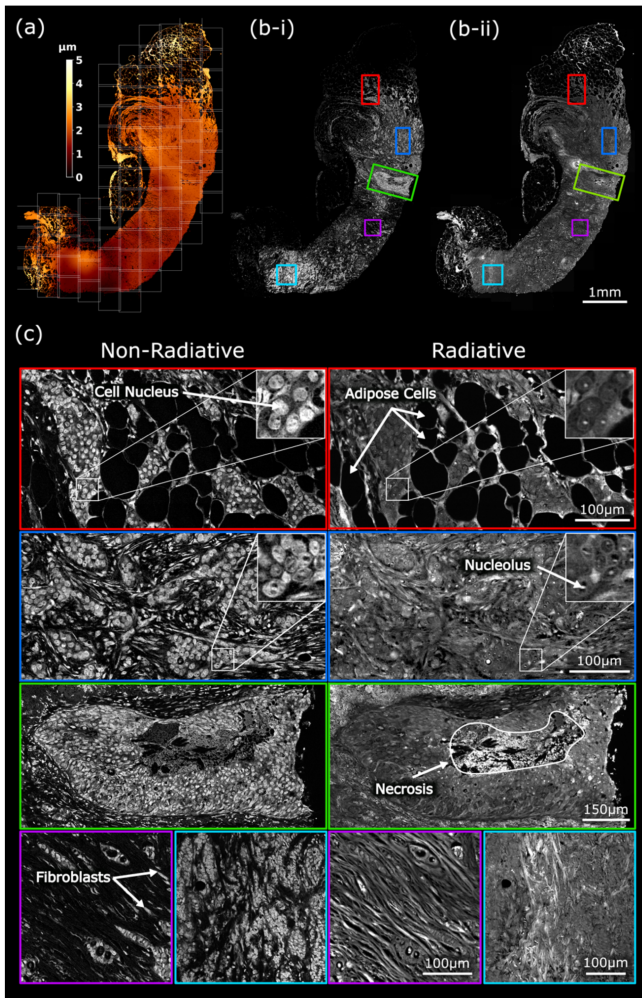 (a)
(b-i)
(b-ii)
μm
5
4
3
2
1
0
1mm
(c)
Non-Radiative
Radiative
Cell Nucleus
Adipose Cells
100μm
Nucleolus
100μm
Necrosis
150μm
Fibroblasts
100μm
100μm